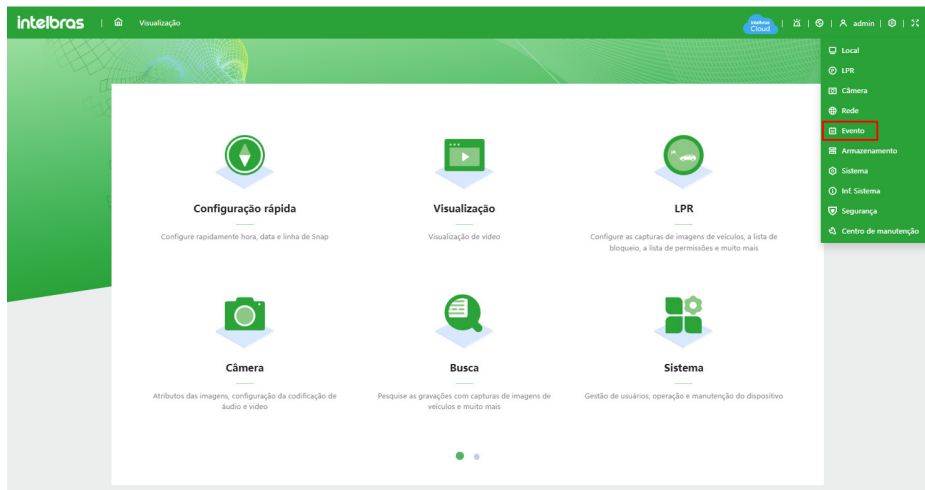 intelbras
Visualização
intelbras
Cloud
admin
Local
LPR
Câmera
Rede
Evento
Armazenamento
Sistema
Inf. Sistema
Segurança
Centro de manutenção
Configuração rápida
Configure rapidamente hora, data e linha de Snap
Visualização
Visualização de vídeo
LPR
Configure as capturas de imagens de veículos, a lista de
bloqueio, a lista de permissões e muito mais
Câmera
Atributos das imagens, configuração da codificação de
áudio e vídeo
Busca
Pesquise as gravações com capturas de imagens de
veículos e muito mais
Sistema
Gestão de usuários, operação e manutenção do dispositivo